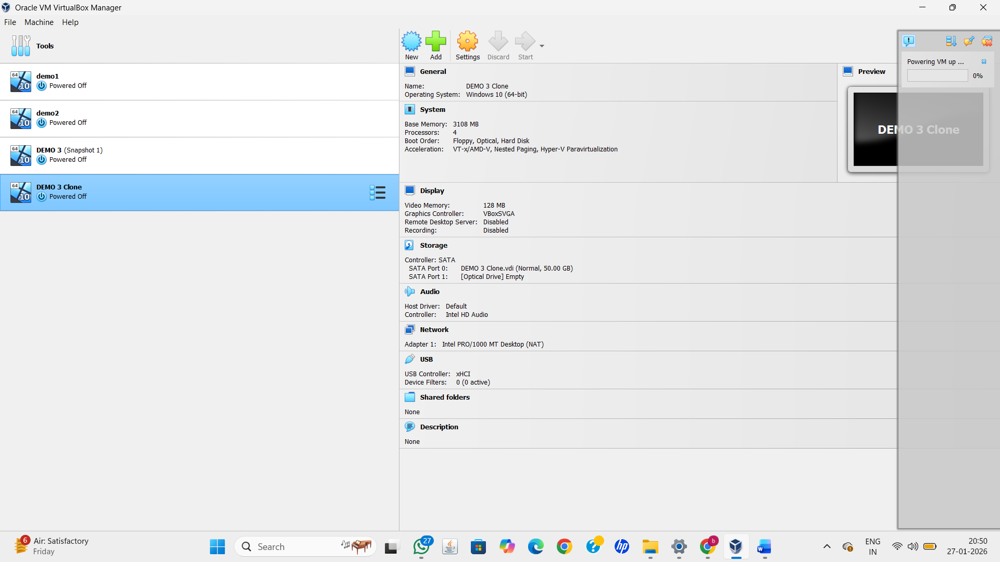 Oracle VM VirtualBox Manager
File Machine Help
Tools
64 10 demo1
Powered Off
64 10 demo2
Powered Off
64 10 DEMO 3 (Snapshot 1)
Powered Off
64 10 DEMO 3 Clone
Powered Off
New Add Settings Discard Start
General
Name: DEMO 3 Clone
Operating System: Windows 10 (64-bit)
System
Base Memory: 3108 MB
Processors: 4
Boot Order: Floppy, Optical, Hard Disk
Acceleration: VT-x/AMD-V, Nested Paging, Hyper-V Paravirtualization
Preview
DEMO 3 Clone
Powering VM up ...
0%
Display
Video Memory: 128 MB
Graphics Controller: VBoxSVGA
Remote Desktop Server: Disabled
Recording: Disabled
Storage
Controller: SATA
SATA Port 0: DEMO 3 Clone.vdi (Normal, 50.00 GB)
SATA Port 1: [Optical Drive] Empty
Audio
Host Driver: Default
Controller: Intel HD Audio
Network
Adapter 1: Intel PRO/1000 MT Desktop (NAT)
USB
USB Controller: xHCI
Device Filters: 0 (0 active)
Shared folders
None
Description
None
6 Air: Satisfactory
Friday
Search
27
hp
b
W
ENG
IN
20:50
27-01-2026